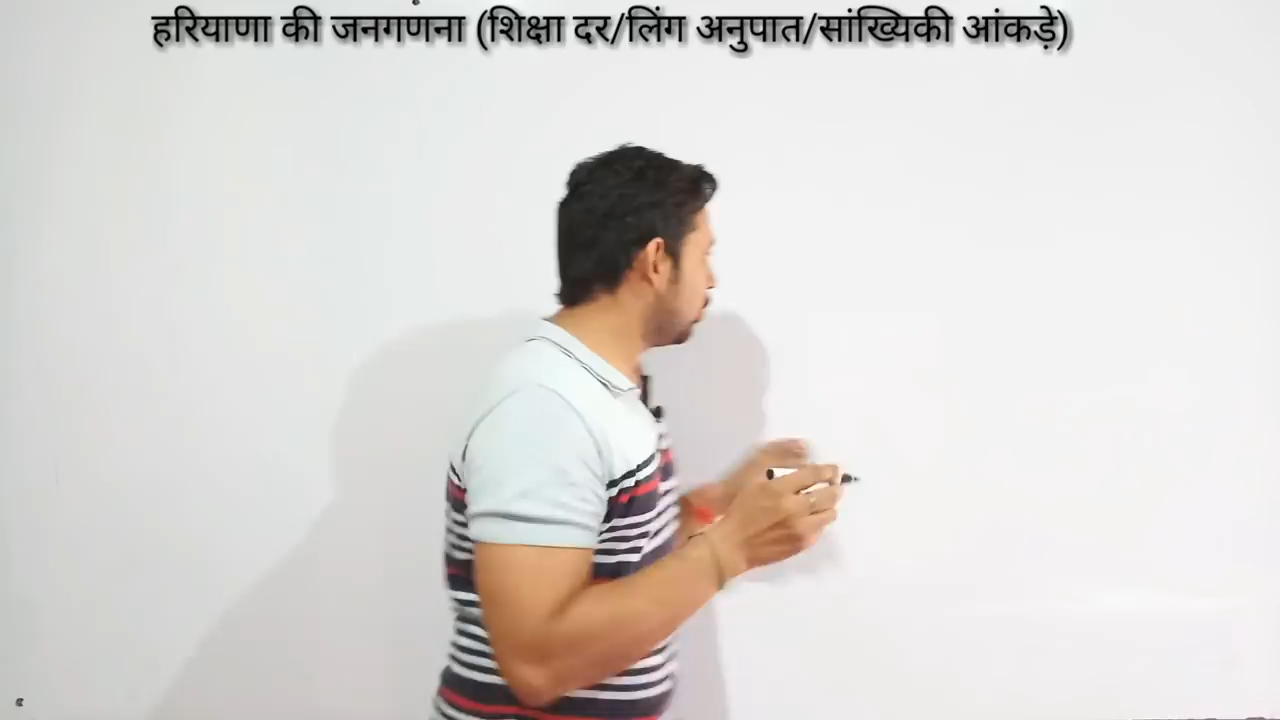 हरियाणा की जनगणना (शिक्षा दर/लिंग अनुपात/सांख्यिकी आंकड़े)